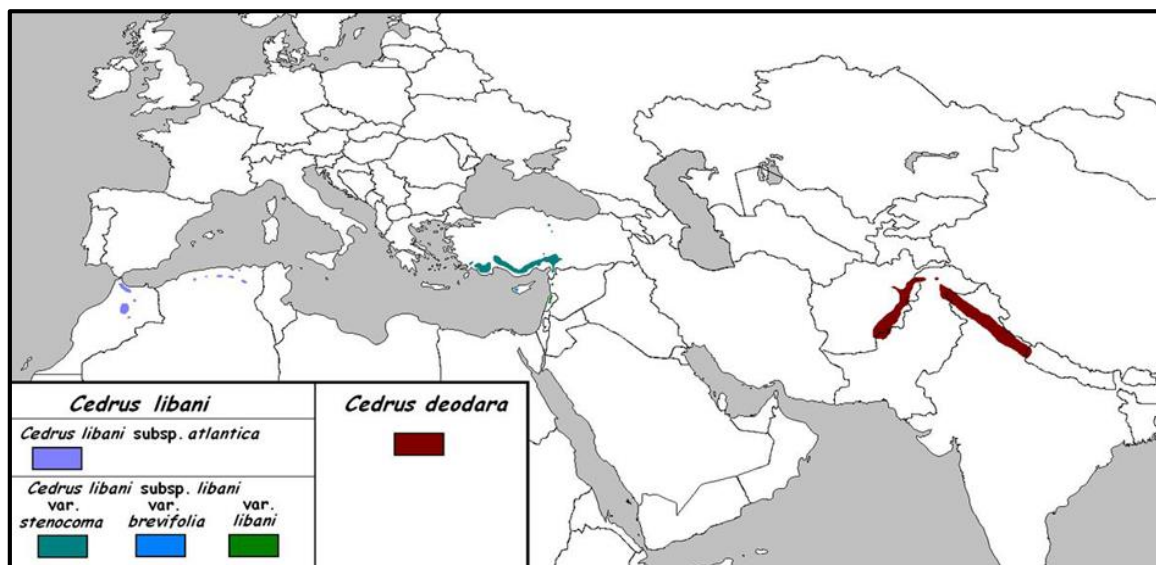 Cedrus libani
Cedrus libani subsp. atlantica
Cedrus libani subsp. libani
var. stenocoma
var. brevifolia
var. libani
Cedrus deodara